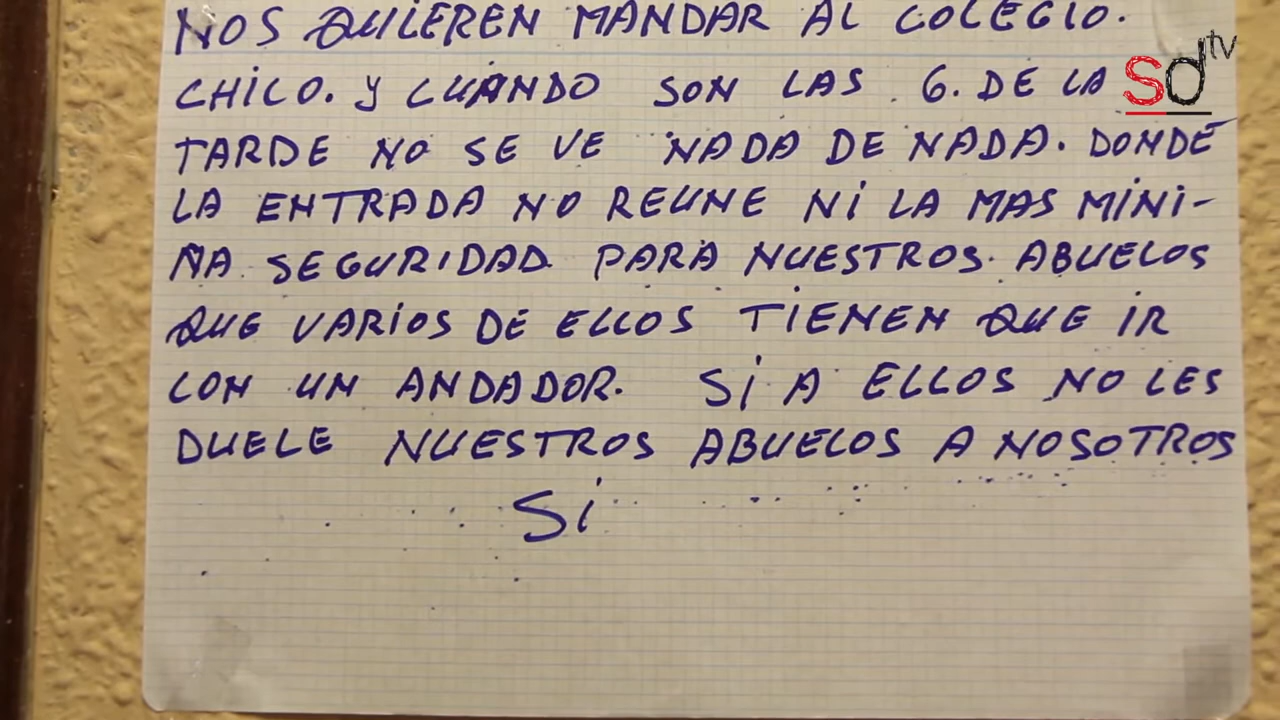 NOS QUIEREN MANDAR AL COLEGIO.
CHICO. Y CUANDO SON LAS 6. DE LA
TARDE NO SE VE NADA DE NADA. DONDE
LA ENTRADA NO REUNE NI LA MAS MINI-
MA SEGURIDAD PARA NUESTROS ABUELOS
QUE VARIOS DE ELLOS TIENEN QUE IR
CON UN ANDADOR. Si A ELLOS NO LES
DUELE NUESTROS ABUELOS A NOSOTROS
Si
sd tv